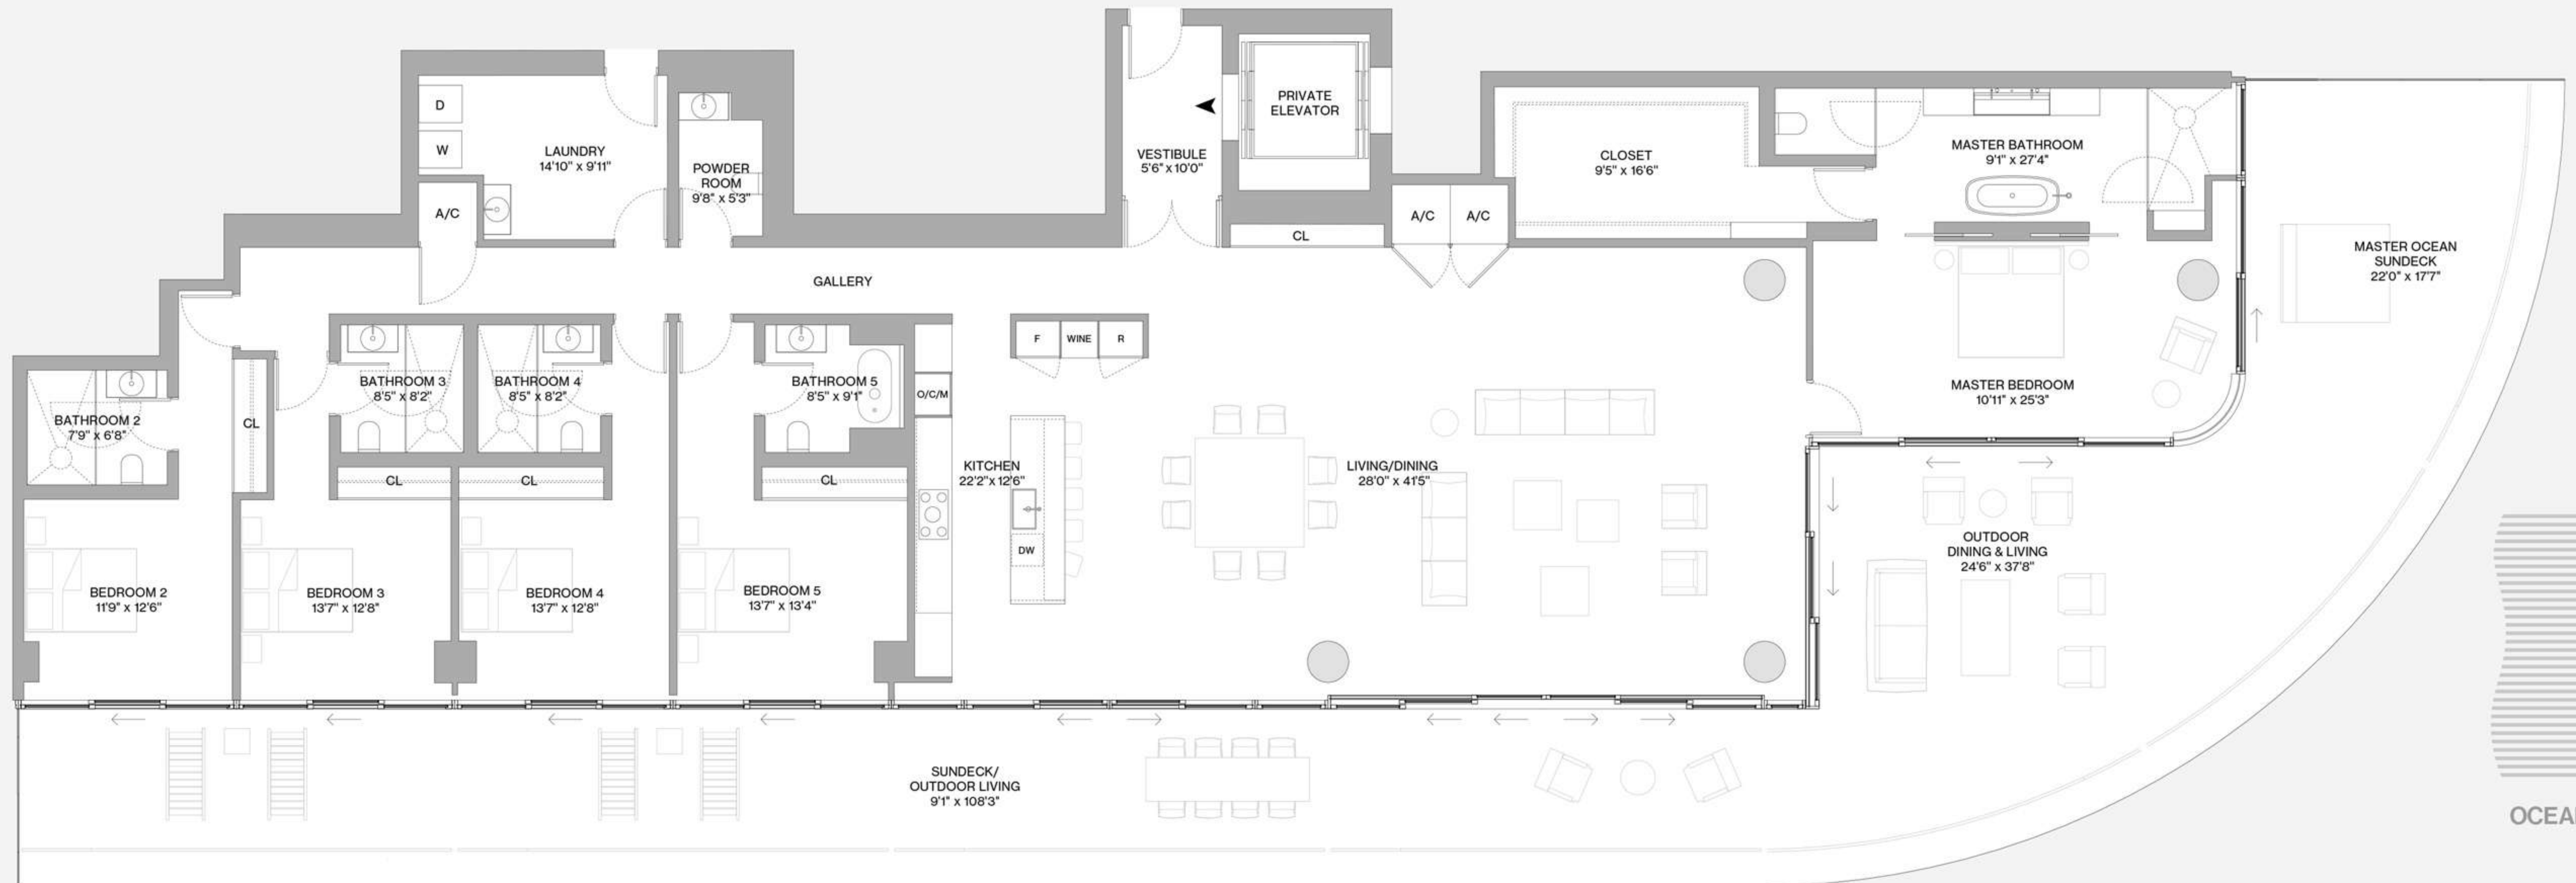 PRIVATE
ELEVATOR
D
W
LAUNDRY
14'10" x 9'11"
POWDER
ROOM
9'8" x 5'3"
VESTIBULE
5'6" x 10'0"
CLOSET
9'5" x 16'6"
MASTER BATHROOM
9'1" x 27'4"
A/C
A/C
A/C
CL
MASTER OCEAN
SUNDECK
22'0" x 17'7"
GALLERY
F
WINE
R
BATHROOM 2
7'9" x 6'8"
CL
BATHROOM 3
8'5" x 8'2"
BATHROOM 4
8'5" x 8'2"
BATHROOM 5
8'5" x 9'1"
O/C/M
MASTER BEDROOM
10'11" x 25'3"
CL
CL
CL
KITCHEN
22'2" x 12'6"
LIVING/DINING
28'0" x 41'5"
DW
OUTDOOR
DINING & LIVING
24'6" x 37'8"
BEDROOM 2
11'9" x 12'6"
BEDROOM 3
13'7" x 12'8"
BEDROOM 4
13'7" x 12'8"
BEDROOM 5
13'7" x 13'4"
SUNDECK/
OUTDOOR LIVING
9'1" x 108'3"